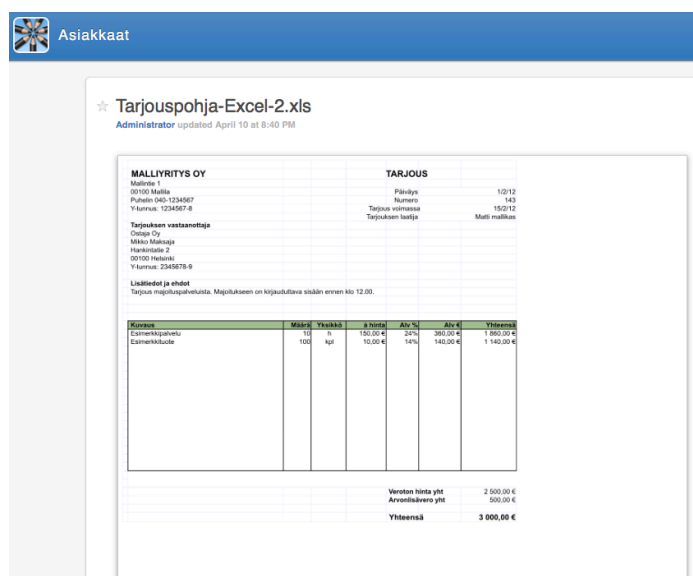 Asiakkaat
Tarjouspohja-Excel-2.xls
Administrator updated April 10 at 8:40 PM
MALLIYRITYS OY TARJOUS
Mallintie 1
00100 Mallila Päiväys 1/2/12
Puhelin 040-1234567 Numero 143
Y-tunnus: 1234567-8 Tarjous voimassa 15/2/12
Tarjouksen laatija Matti mallikas
Tarjouksen vastaanottaja
Ostaja Oy
Mikko Maksaja
Hankintatie 2
00100 Helsinki
Y-tunnus: 2345678-9
Lisätiedot ja ehdot
Tarjous majoituspalveluista. Majoitukseen on kirjauduttava sisään ennen klo 12.00.
Kuvaus Määrä Yksikkö à hinta Alv % Alv € Yhteensä
Esimerkkipalvelu 10 h 150,00 € 24% 360,00 € 1 860,00 €
Esimerkkituote 100 kpl 10,00 € 14% 140,00 € 1 140,00 €
Veroton hinta yht 2 500,00 €
Arvonlisävero yht 500,00 €
Yhteensä 3 000,00 €